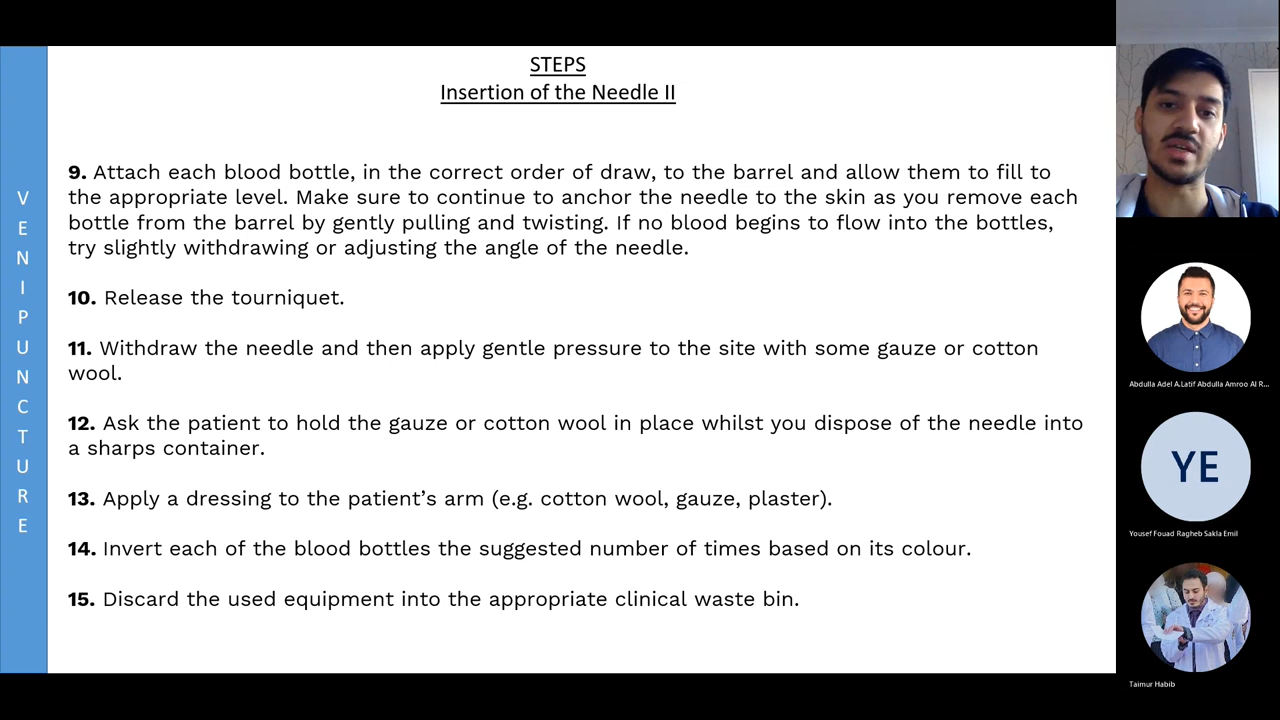 STEPS
Insertion of the Needle II
V
E
N
I
P
U
N
C
T
U
R
E
9. Attach each blood bottle, in the correct order of draw, to the barrel and allow them to fill to
the appropriate level. Make sure to continue to anchor the needle to the skin as you remove each
bottle from the barrel by gently pulling and twisting. If no blood begins to flow into the bottles,
try slightly withdrawing or adjusting the angle of the needle.
10. Release the tourniquet.
11. Withdraw the needle and then apply gentle pressure to the site with some gauze or cotton
wool.
12. Ask the patient to hold the gauze or cotton wool in place whilst you dispose of the needle into
a sharps container.
13. Apply a dressing to the patient’s arm (e.g. cotton wool, gauze, plaster).
14. Invert each of the blood bottles the suggested number of times based on its colour.
15. Discard the used equipment into the appropriate clinical waste bin.
Abdulla Adel A.Latif Abdulla Amroo Al R...
YE
Yousef Fouad Ragheb Sakla Emil
Taimur Habib